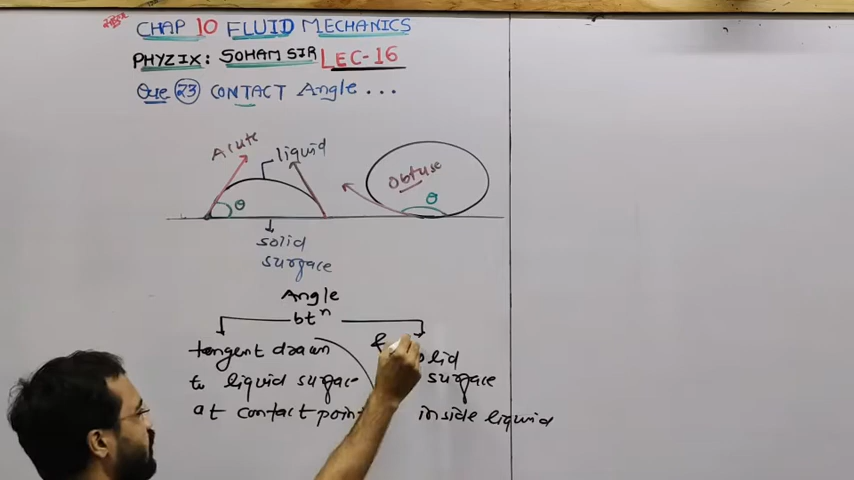 CHAP 10 FLUID MECHANICS
PHYZIX: SOHAM SIR LEC-16
Que 23 CONTACT Angle ...
Acute
liquid
obtuse
θ
θ
solid
surface
Angle
btⁿ
tangent drawn
to liquid surface
at contact point
&
surface
inside liquid